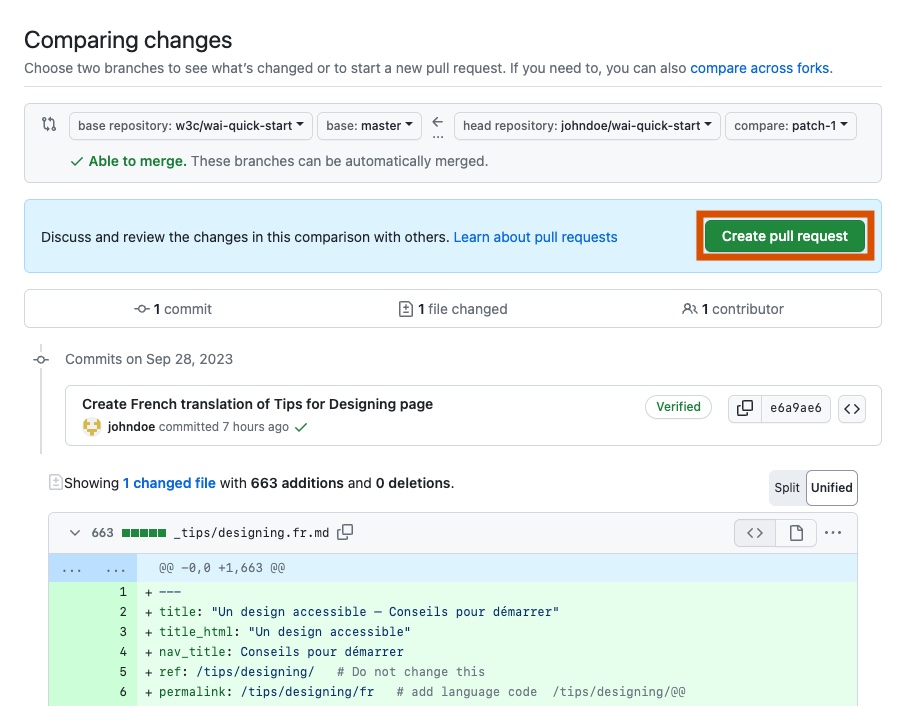 Comparing changes
Choose two branches to see what's changed or to start a new pull request. If you need to, you can also compare across forks.
base repository: w3c/wai-quick-start base: master ← ... head repository: johndoe/wai-quick-start compare: patch-1
✓ Able to merge. These branches can be automatically merged.
Discuss and review the changes in this comparison with others. Learn about pull requests Create pull request
1 commit 1 file changed 1 contributor
Commits on Sep 28, 2023
Create French translation of Tips for Designing page Verified e6a9ae6 <>
johndoe committed 7 hours ago ✓
Showing 1 changed file with 663 additions and 0 deletions. Split Unified
663 _tips/designing.fr.md <> ...
... ... @@ -0,0 +1,663 @@
1 + ---
2 + title: "Un design accessible – Conseils pour démarrer"
3 + title_html: "Un design accessible"
4 + nav_title: Conseils pour démarrer
5 + ref: /tips/designing/ # Do not change this
6 + permalink: /tips/designing/fr # add language code /tips/designing/@@